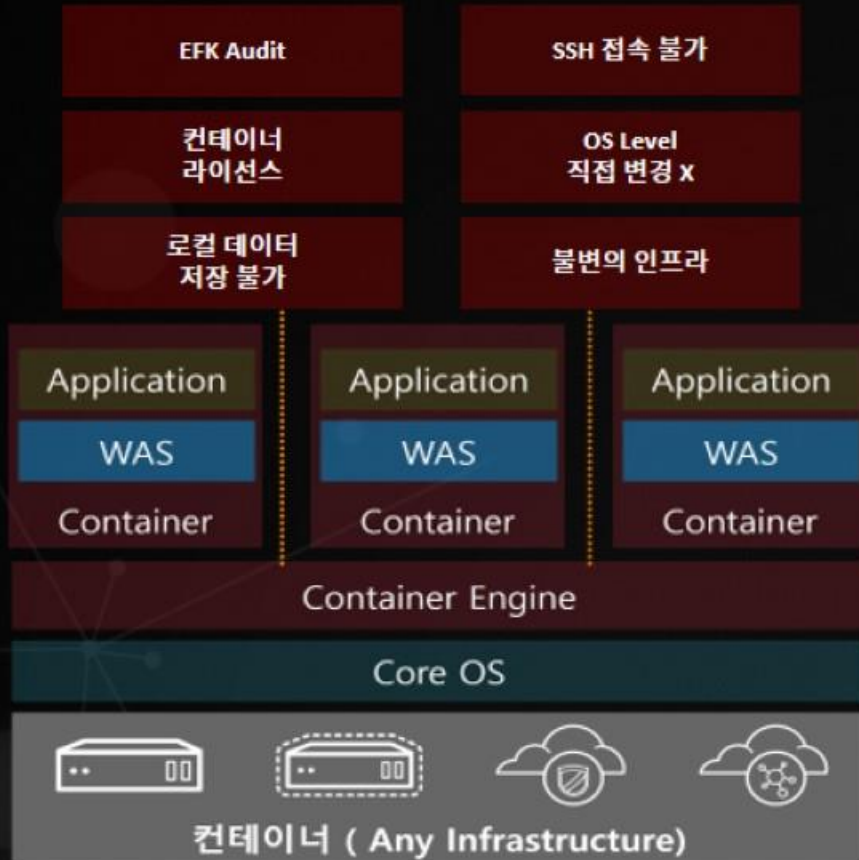 EFK Audit
SSH 접속 불가
컨테이너
라이선스
OS Level
직접 변경 X
로컬 데이터
저장 불가
불변의 인프라
Application
Application
Application
WAS
WAS
WAS
Container
Container
Container
Container Engine
Core OS
컨테이너 ( Any Infrastructure)